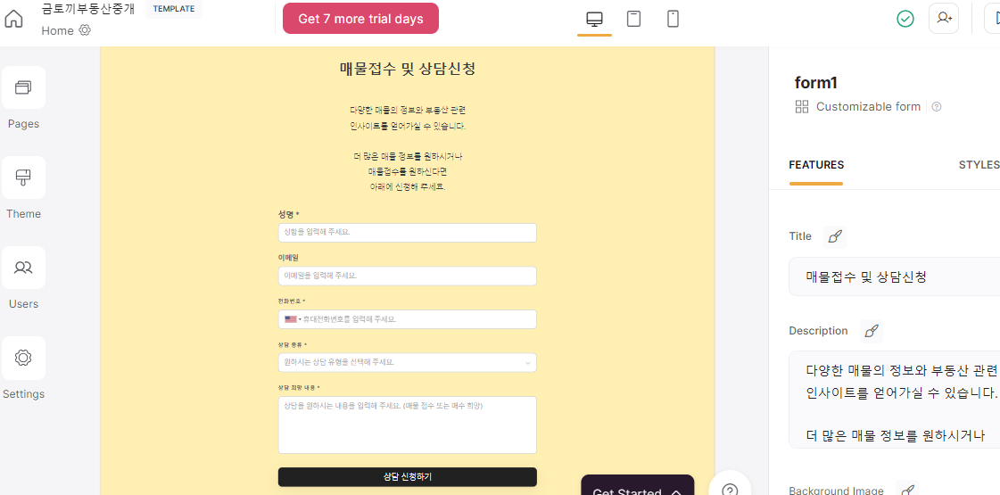 금토끼부동산중개
TEMPLATE
Home
Get 7 more trial days
Pages
Theme
Users
Settings
매물접수 및 상담신청
다양한 매물의 정보와 부동산 관련
인사이트를 얻어가실 수 있습니다.
더 많은 매물 정보를 원하시거나
매물접수를 원하신다면
아래에 신청해 주세요.
성명 *
성함을 입력해 주세요.
이메일
이메일을 입력해 주세요.
전화번호 *
휴대전화번호를 입력해 주세요.
상담 종류 *
원하시는 상담 유형을 선택해 주세요.
상담 희망 내용 *
상담을 원하시는 내용을 입력해 주세요. (매물 접수 또는 매수 희망)
상담 신청하기
Get Started
form1
Customizable form
FEATURES
STYLES
Title
매물접수 및 상담신청
Description
다양한 매물의 정보와 부동산 관련
인사이트를 얻어가실 수 있습니다.
더 많은 매물 정보를 원하시거나
Background Image